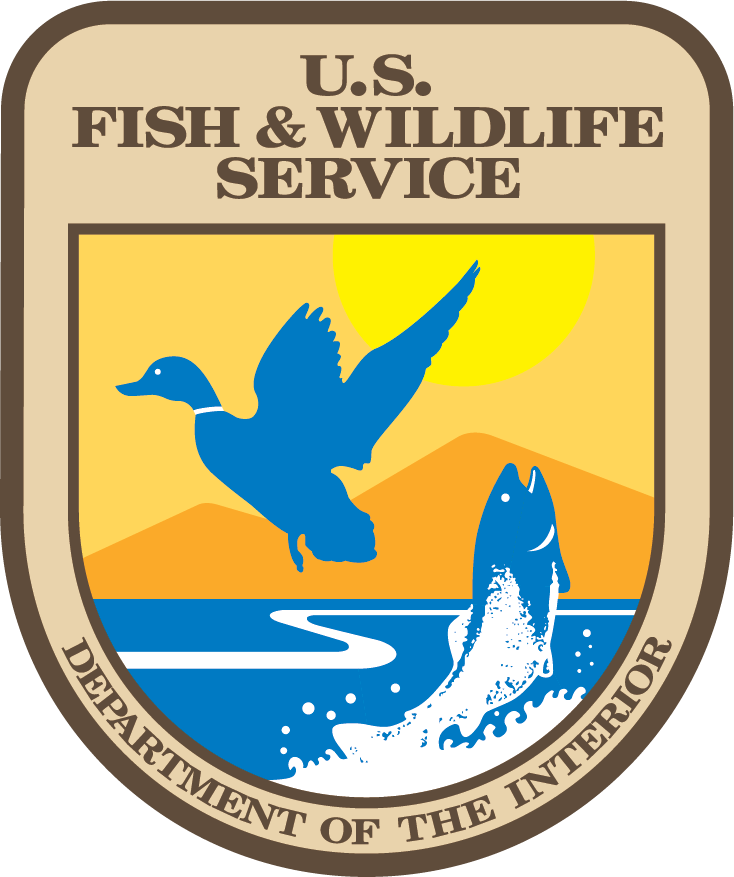 U.S.
FISH & WILDLIFE
SERVICE
DEPARTMENT OF THE INTERIOR